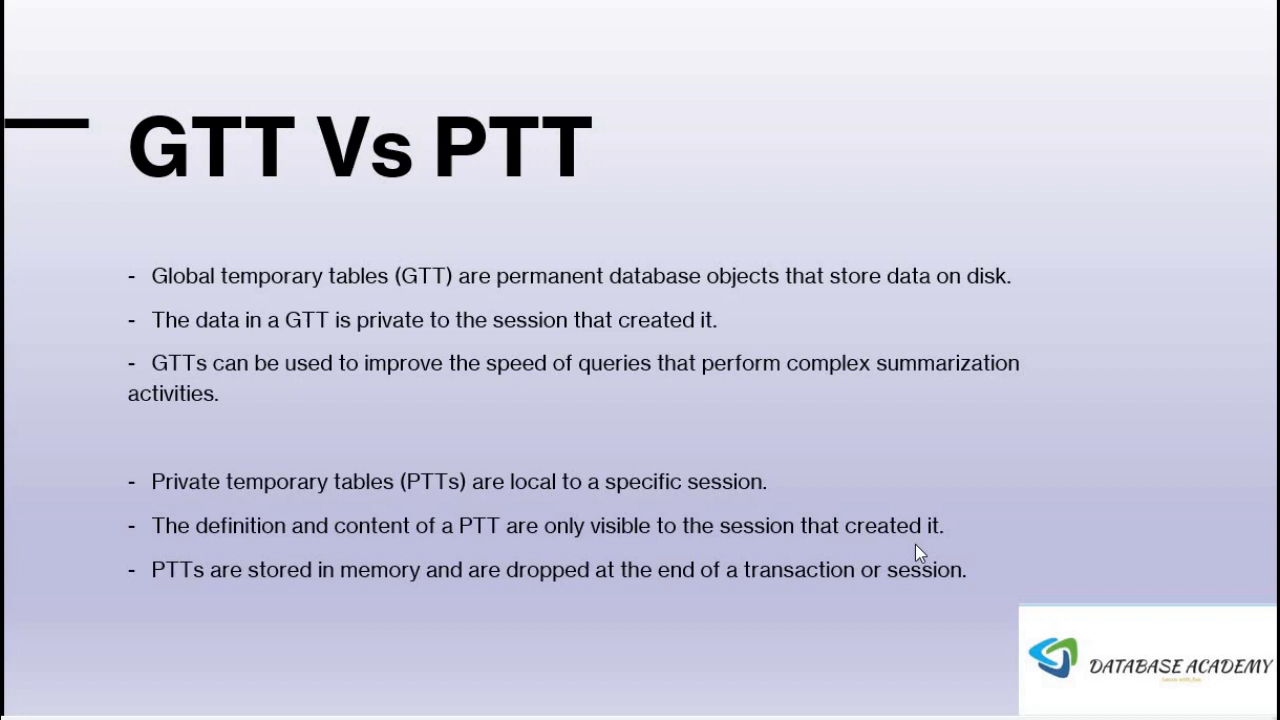 GTT Vs PTT
- Global temporary tables (GTT) are permanent database objects that store data on disk.
- The data in a GTT is private to the session that created it.
- GTTs can be used to improve the speed of queries that perform complex summarization
activities.
- Private temporary tables (PTTs) are local to a specific session.
- The definition and content of a PTT are only visible to the session that created it.
- PTTs are stored in memory and are dropped at the end of a transaction or session.
DATABASE ACADEMY